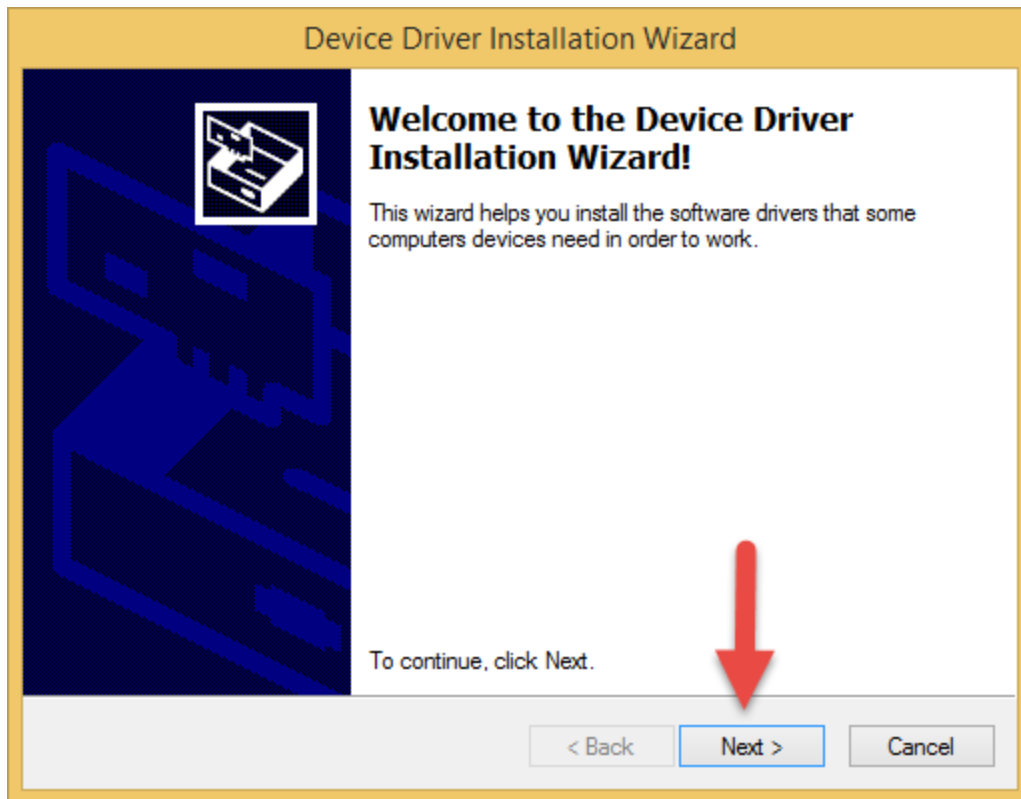 Device Driver Installation Wizard
Welcome to the Device Driver
Installation Wizard!
This wizard helps you install the software drivers that some
computers devices need in order to work.
To continue, click Next.
< Back
Next >
Cancel